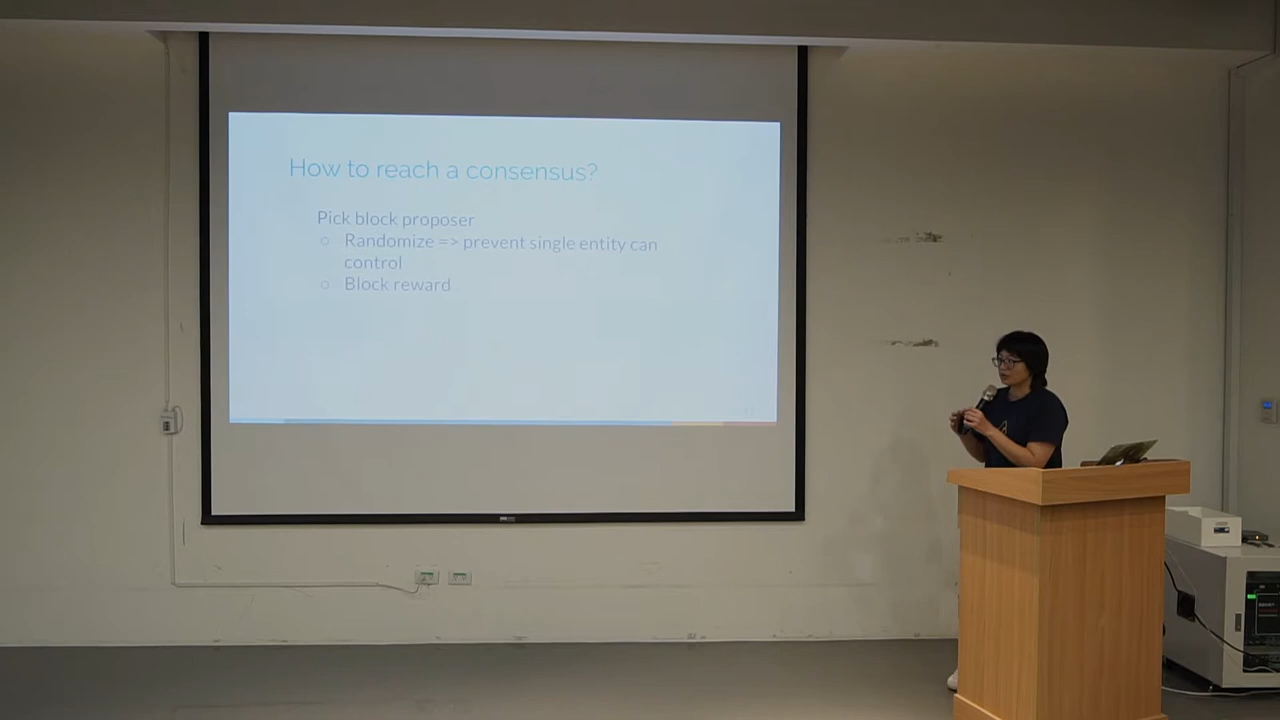 How to reach a consensus?
Pick block proposer
○ Randomize => prevent single entity can
control
○ Block reward